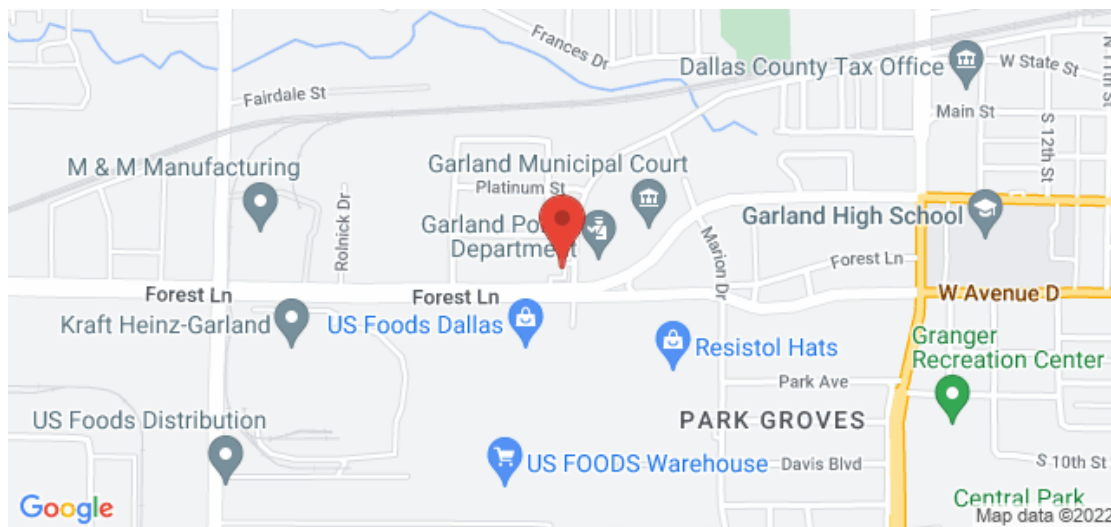 Frances Dr
Dallas County Tax Office
W State St
N 11th St
Fairdale St
Main St
S 12th St
M & M Manufacturing
Garland Municipal Court
Platinum St
Rolnick Dr
Garland Po
Department
Garland High School
Marion Dr
Forest Ln
Forest Ln
Forest Ln
W Avenue D
Kraft Heinz-Garland
US Foods Dallas
Resistol Hats
Granger
Recreation Center
Park Ave
US Foods Distribution
PARK GROVES
US FOODS Warehouse
Davis Blvd
S 10th St
Central Park
Google
Map data ©2022